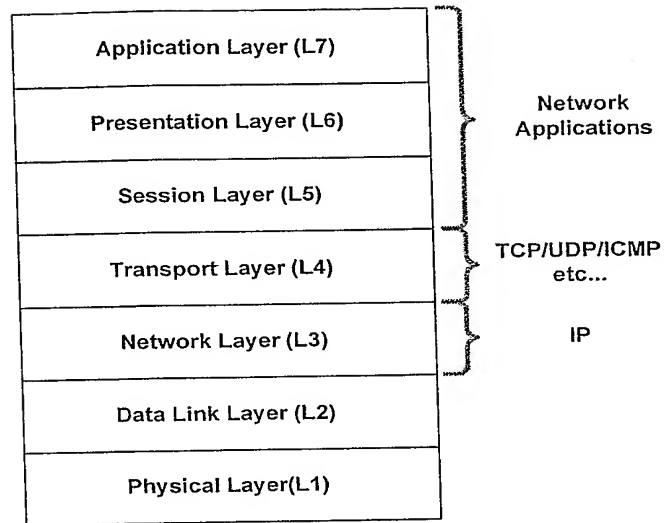 Application Layer (L7)
Presentation Layer (L6)
Session Layer (L5)
Transport Layer (L4)
Network Layer (L3)
Data Link Layer (L2)
Physical Layer(L1)
Network
Applications
TCP/UDP/ICMP
etc...
IP